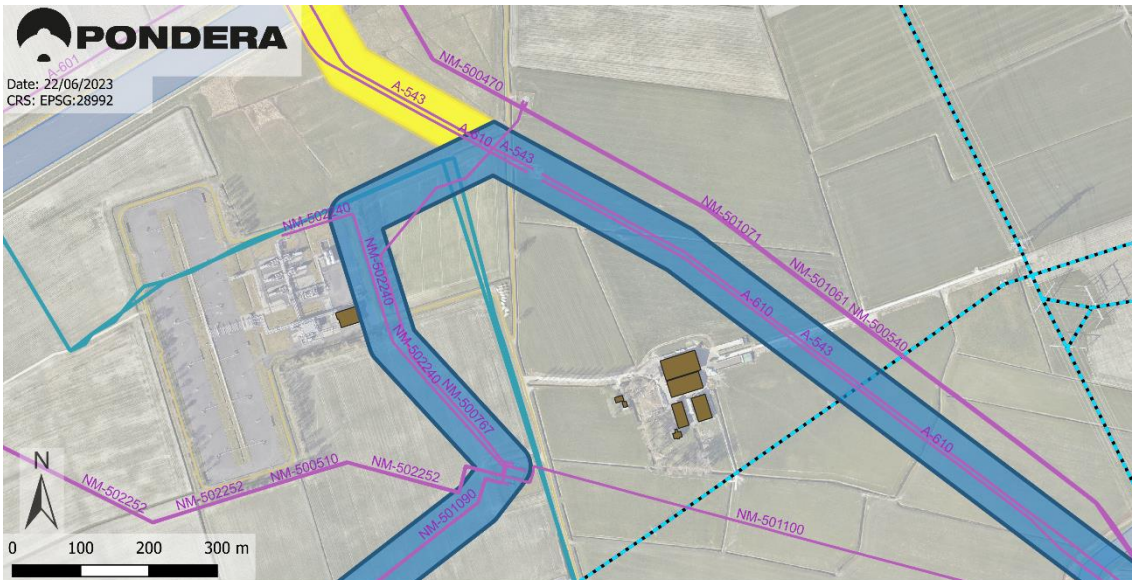 PONDERA
A-601
Date: 22/06/2023
CRS: EPSG:28992
A-543
NM-500470
A-610
A-543
NM-502240
NM-501071
NM-502240
NM-501061
NM-500540
A-610
A-543
NM-502240
NM-500767
A-610
NM-502252
NM-502252
NM-500510
NM-502252
NM-501090
NM-501100
N
0 100 200 300 m